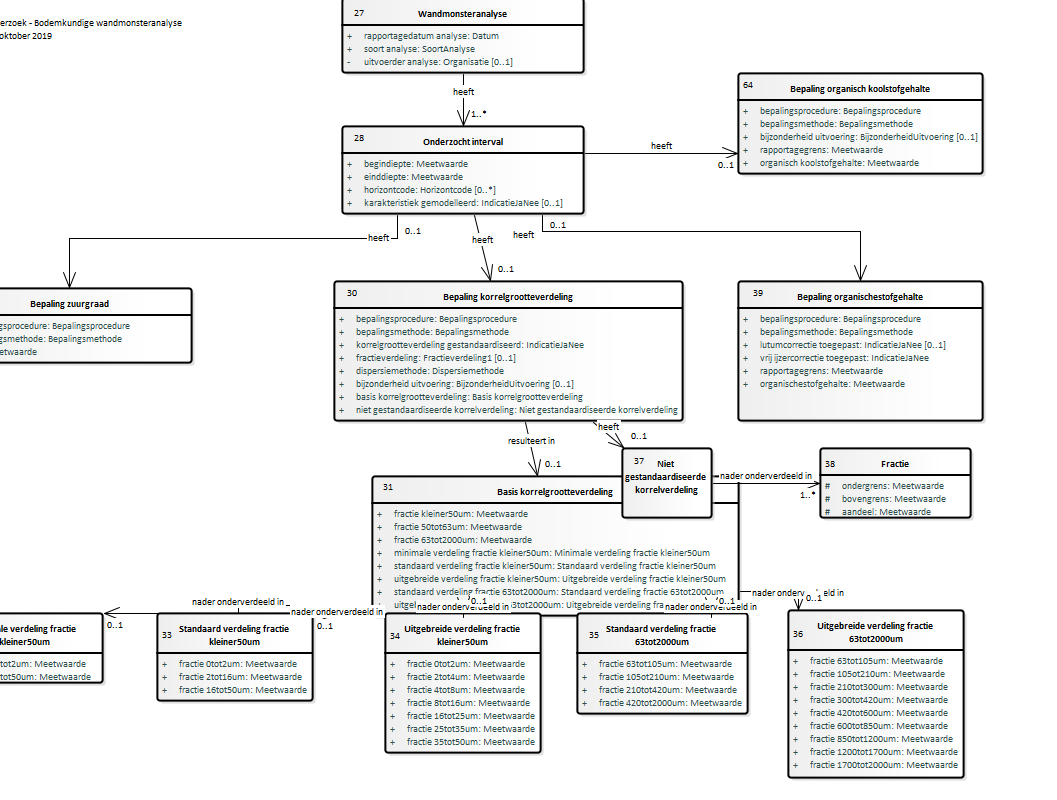 erzoek - Bodemkundige wandmonsteranalyse
oktober 2019
27 Wandmonsteranalyse
+ rapportagedatum analyse: Datum
+ soort analyse: SoortAnalyse
- uitvoerder analyse: Organisatie [0..1]
heeft
1..*
64 Bepaling organisch koolstofgehalte
+ bepalingsprocedure: Bepalingsprocedure
+ bepalingsmethode: Bepalingsmethode
+ bijzonderheid uitvoering: BijzonderheidUitvoering [0..1]
+ rapportagegrens: Meetwaarde
+ organisch koolstofgehalte: Meetwaarde
28 Onderzocht interval
+ begindiepte: Meetwaarde
+ einddiepte: Meetwaarde
+ horizontcode: Horizontcode [0..*]
+ karakteristiek gemodelleerd: IndicatieJaNee [0..1]
heeft
0..1
heeft
0..1
heeft
0..1
heeft
0..1
Bepaling zuurgraad
gsprocedure: Bepalingsprocedure
gsmethode: Bepalingsmethode
etwaarde
30 Bepaling korrelgrootteverdeling
+ bepalingsprocedure: Bepalingsprocedure
+ bepalingsmethode: Bepalingsmethode
+ korrelgrootteverdeling gestandaardiseerd: IndicatieJaNee
+ fractieverdeling: Fractieverdeling1 [0..1]
+ dispersiemethode: Dispersiemethode
+ bijzonderheid uitvoering: BijzonderheidUitvoering [0..1]
+ basis korrelgrootteverdeling: Basis korrelgrootteverdeling
+ niet gestandaardiseerde korrelverdeling: Niet gestandaardiseerde korrelverdeling
39 Bepaling organischestofgehalte
+ bepalingsprocedure: Bepalingsprocedure
+ bepalingsmethode: Bepalingsmethode
+ lutumcorrectie toegepast: IndicatieJaNee [0..1]
+ vrij ijzercorrectie toegepast: IndicatieJaNee
+ rapportagegrens: Meetwaarde
+ organischestofgehalte: Meetwaarde
resulteert in
0..1
heeft
0..1
37 Niet
gestandaardiseerde
korrelverdeling
nader onderverdeeld in
1..*
38 Fractie
# ondergrens: Meetwaarde
# bovengrens: Meetwaarde
# aandeel: Meetwaarde
31 Basis korrelgrootteverdeling
+ fractie kleiner50um: Meetwaarde
+ fractie 50tot63um: Meetwaarde
+ fractie 63tot2000um: Meetwaarde
+ minimale verdeling fractie kleiner50um: Minimale verdeling fractie kleiner50um
+ standaard verdeling fractie kleiner50um: Standaard verdeling fractie kleiner50um
+ uitgebreide verdeling fractie kleiner50um: Uitgebreide verdeling fractie kleiner50um
+ standaard verdeling fractie 63tot2000um: Standaard verdeling fractie 63tot2000um
+ uitgel 3tot2000um: Uitgebreide verdeling fra
nader onderverdeeld in
0..1
nader onderverdeeld in
0..1
nader onderverdeeld in
0..1
nader onderverdeeld in
0..1
nader onderv eld in
0..1
le verdeling fractie
kleiner50um
tot2um: Meetwaarde
tot50um: Meetwaarde
33 Standaard verdeling fractie
kleiner50um
+ fractie 0tot2um: Meetwaarde
+ fractie 2tot16um: Meetwaarde
+ fractie 16tot50um: Meetwaarde
34 Uitgebreide verdeling fractie
kleiner50um
+ fractie 0tot2um: Meetwaarde
+ fractie 2tot4um: Meetwaarde
+ fractie 4tot8um: Meetwaarde
+ fractie 8tot16um: Meetwaarde
+ fractie 16tot25um: Meetwaarde
+ fractie 25tot35um: Meetwaarde
+ fractie 35tot50um: Meetwaarde
35 Standaard verdeling fractie
63tot2000um
+ fractie 63tot105um: Meetwaarde
+ fractie 105tot210um: Meetwaarde
+ fractie 210tot420um: Meetwaarde
+ fractie 420tot2000um: Meetwaarde
36 Uitgebreide verdeling fractie
63tot2000um
+ fractie 63tot105um: Meetwaarde
+ fractie 105tot210um: Meetwaarde
+ fractie 210tot300um: Meetwaarde
+ fractie 300tot420um: Meetwaarde
+ fractie 420tot600um: Meetwaarde
+ fractie 600tot850um: Meetwaarde
+ fractie 850tot1200um: Meetwaarde
+ fractie 1200tot1700um: Meetwaarde
+ fractie 1700tot2000um: Meetwaarde